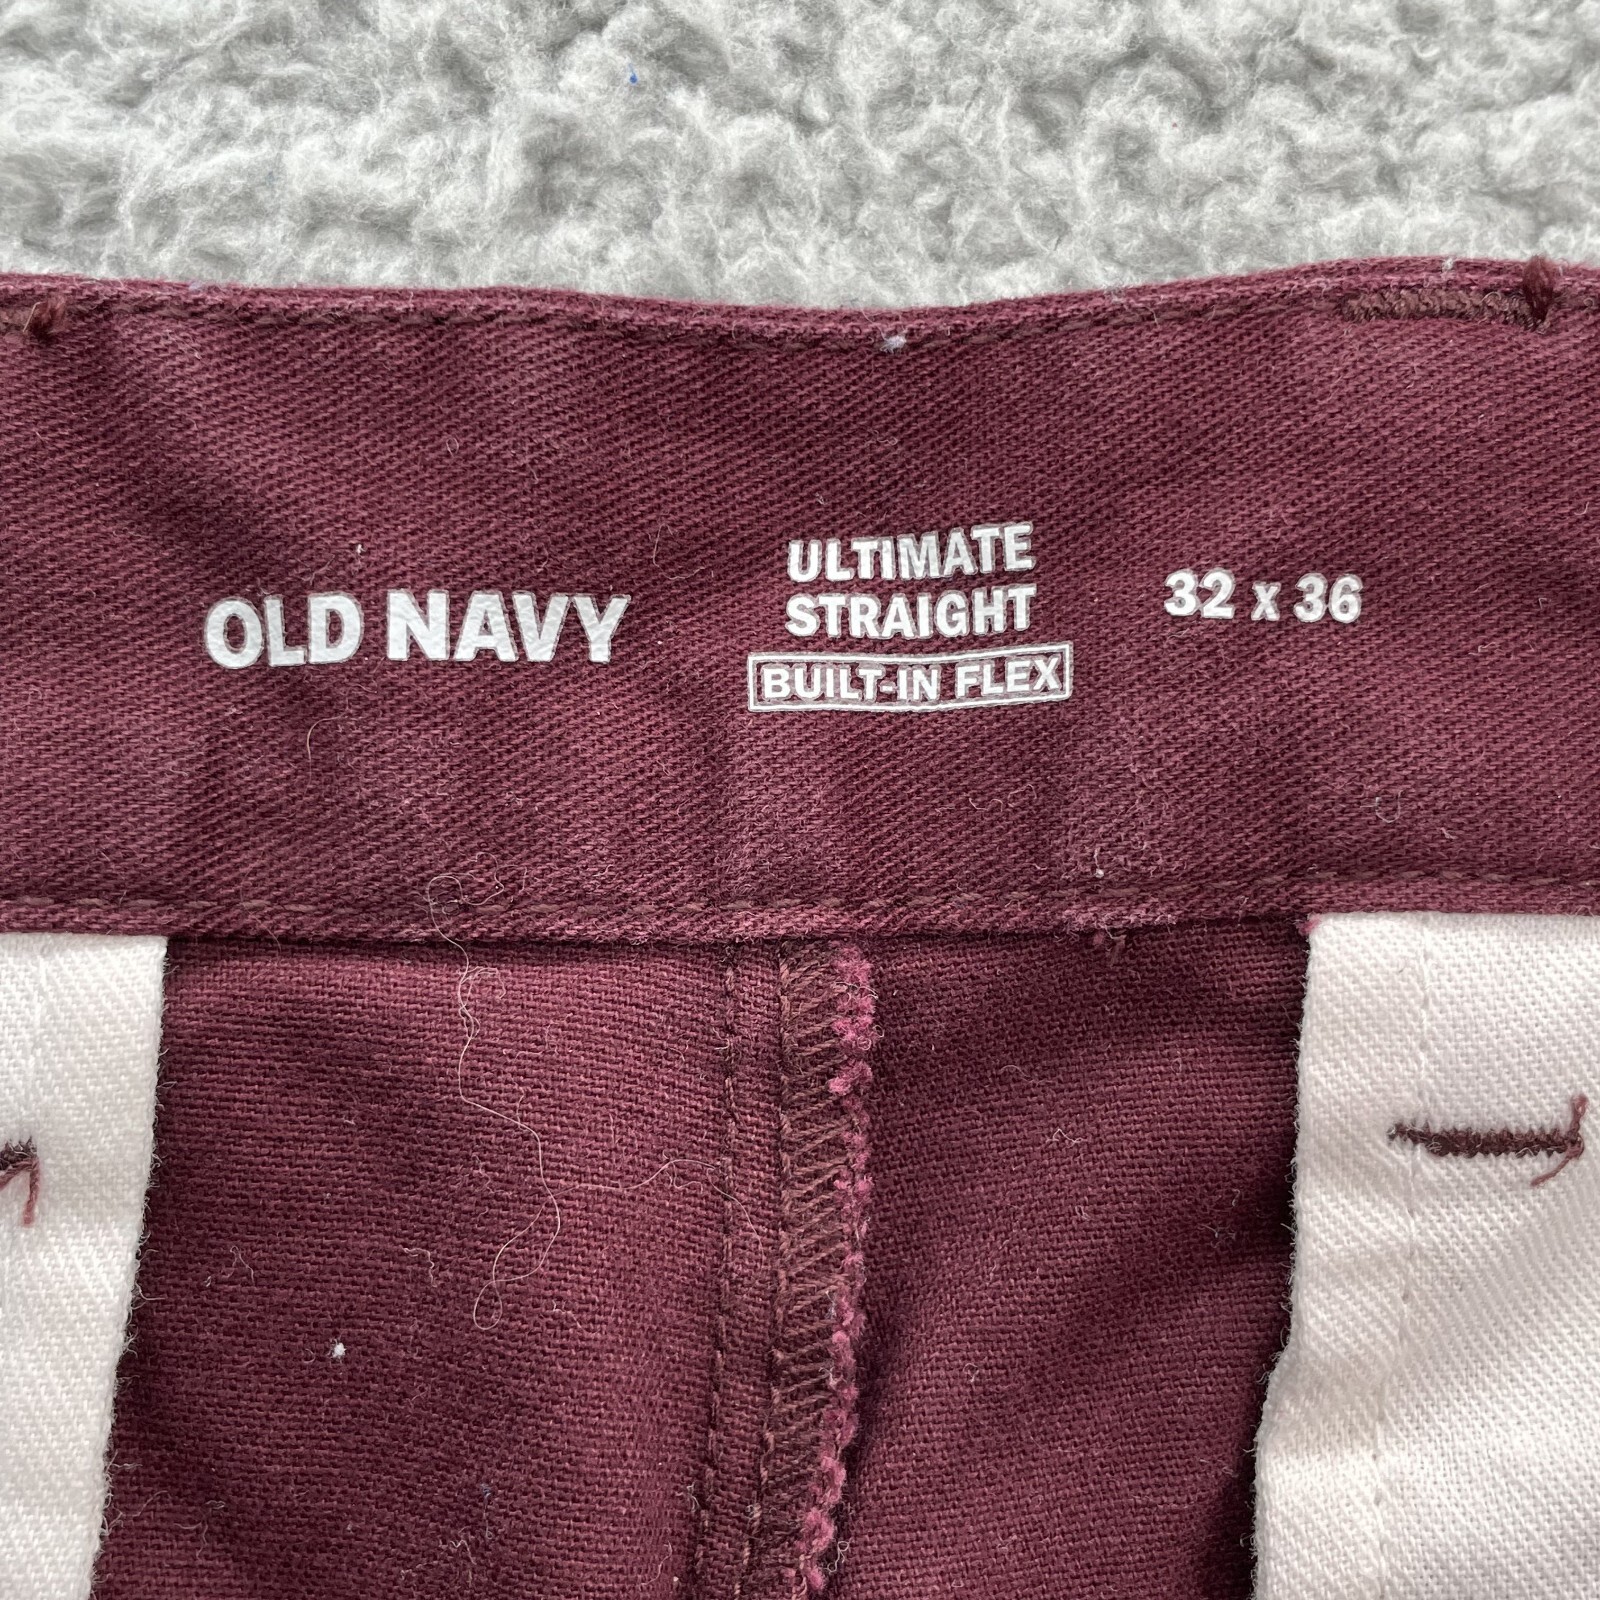 OLD NAVY
ULTIMATE
STRAIGHT
BUILT-IN FLEX
32 x 36